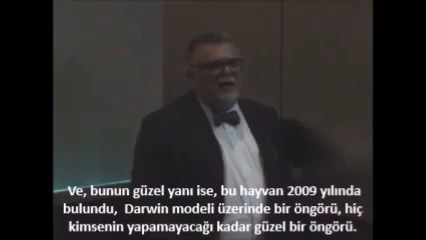 Ve, bunun güzel yanı ise, bu hayvan 2009 yılında
bulundu,  Darwin modeli üzerinde bir öngörü, hiç
kimsenin yapamayacağı kadar güzel bir öngörü.